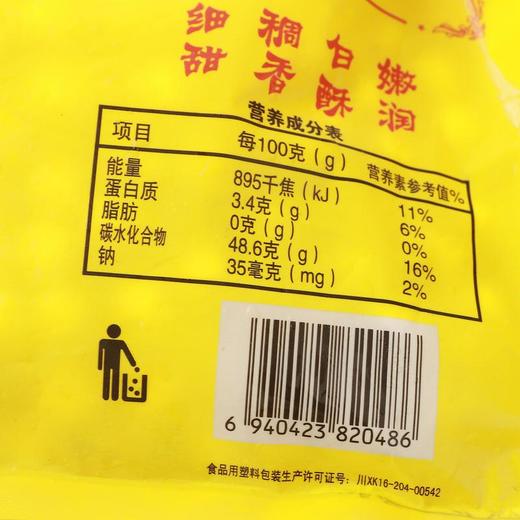 细 稠 白 嫩
甜 香 酥 润
营养成分表
项目 每100克(g) 营养素参考值%
能量 895千焦(kJ) 11%
蛋白质 3.4克(g) 6%
脂肪 0克(g) 0%
碳水化合物 48.6克(g) 16%
钠 35毫克(mg) 2%
6 940423 820486
食品用塑料包装生产许可证号：川XK16-204-00542